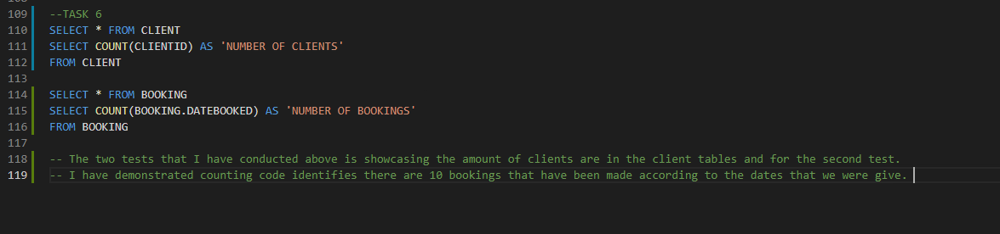 109 --TASK 6
110 SELECT * FROM CLIENT
111 SELECT COUNT(CLIENTID) AS 'NUMBER OF CLIENTS'
112 FROM CLIENT
113
114 SELECT * FROM BOOKING
115 SELECT COUNT(BOOKING.DATEBOOKED) AS 'NUMBER OF BOOKINGS'
116 FROM BOOKING
117
118 -- The two tests that I have conducted above is showcasing the amount of clients are in the client tables and for the second test.
119 -- I have demonstrated counting code identifies there are 10 bookings that have been made according to the dates that we were give.